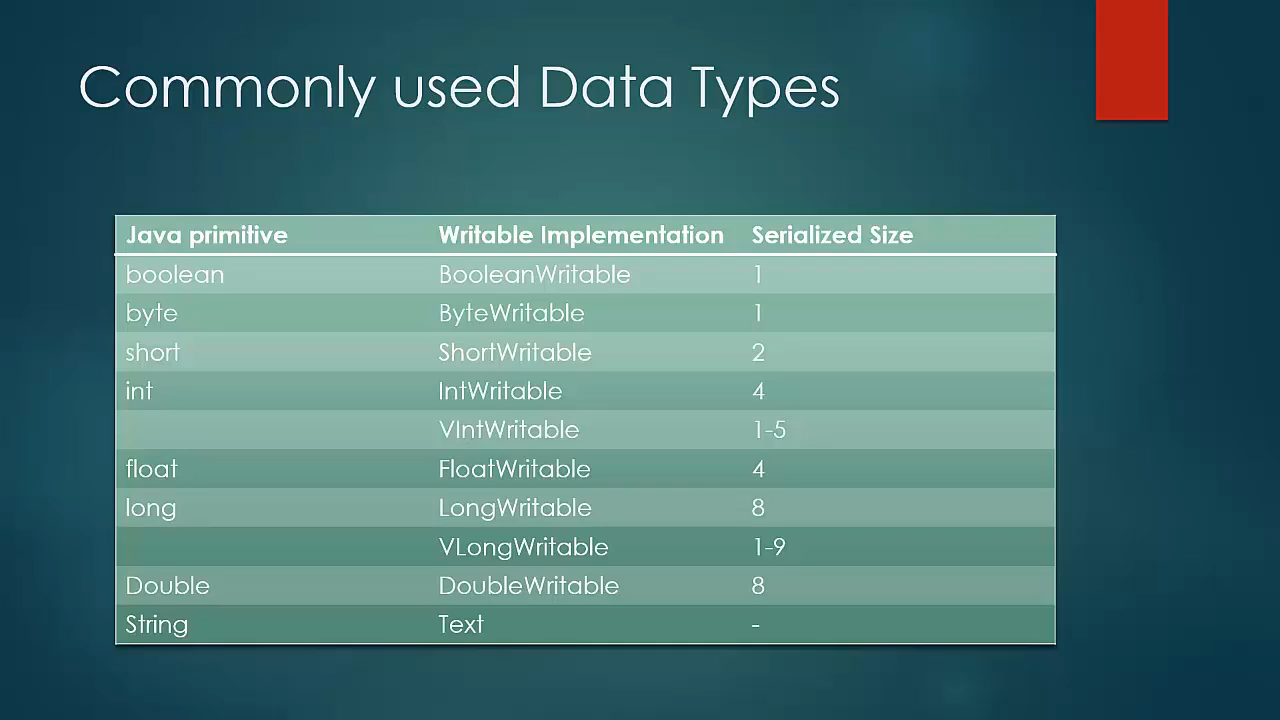 Commonly used Data Types
Java primitive Writable Implementation Serialized Size
boolean BooleanWritable 1
byte ByteWritable 1
short ShortWritable 2
int IntWritable 4
VIntWritable 1-5
float FloatWritable 4
long LongWritable 8
VLongWritable 1-9
Double DoubleWritable 8
String Text -